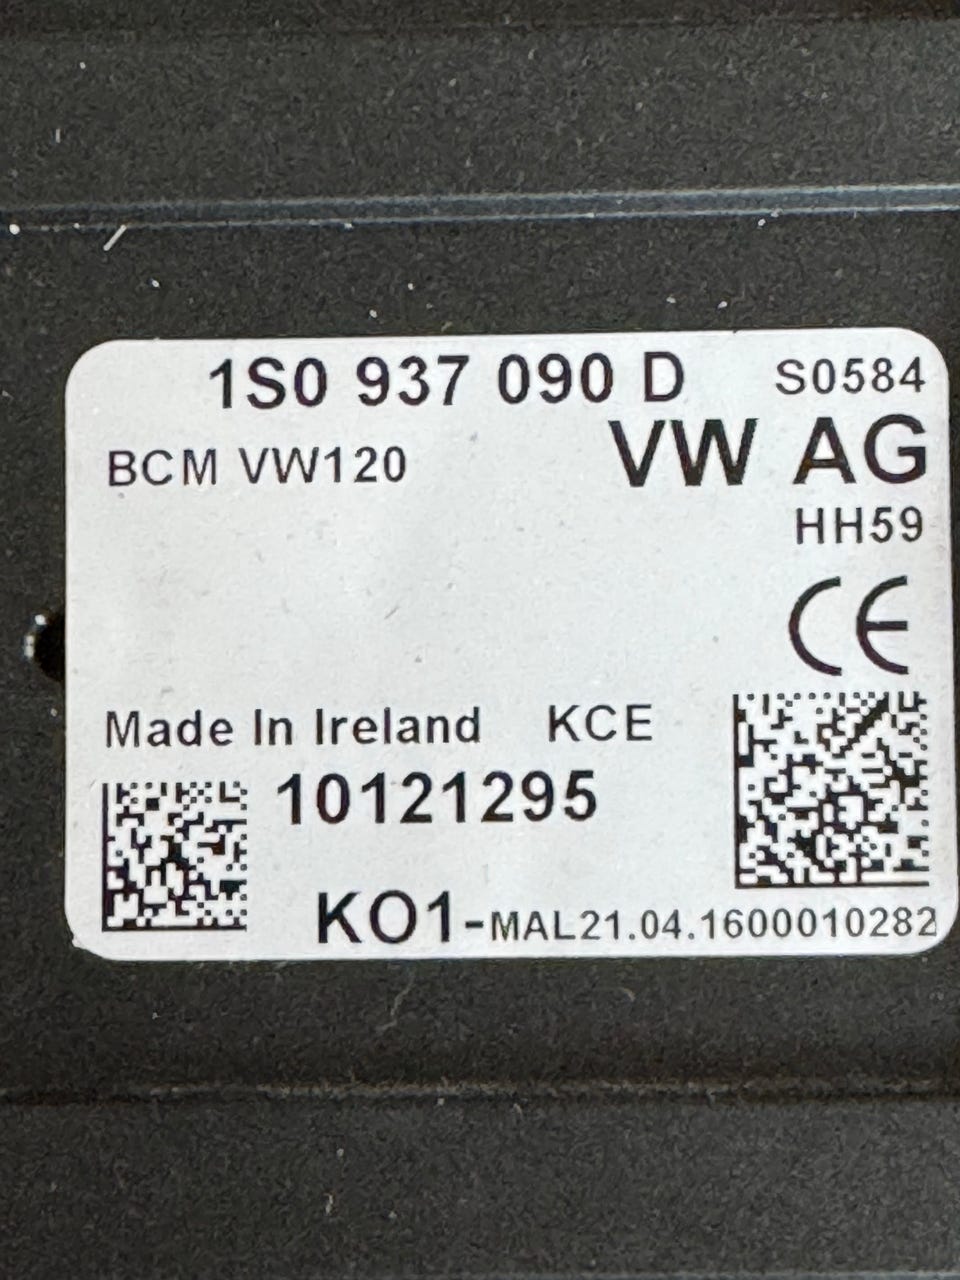 1S0 937 090 D S0584
BCM VW120 VW AG
HH59
CE
Made In Ireland KCE
10121295
KO1-MAL21.04.1600010282